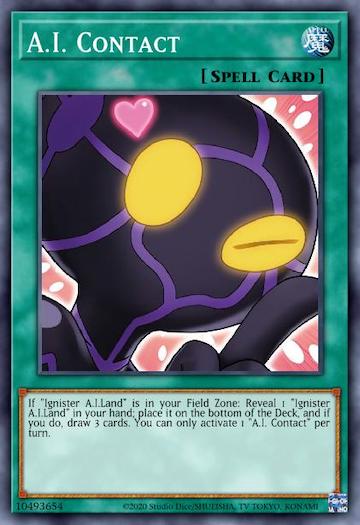 A.I. Contact
魔
[Spell Card]
If "Ignister A.I.Land" is in your Field Zone: Reveal 1 "Ignister
A.I.Land" in your hand; place it on the bottom of the Deck, and if
you do, draw 3 cards. You can only activate 1 "A.I. Contact" per
turn.
10493654
©2020 Studio Dice/SHUEISHA, TV TOKYO, KONAMI